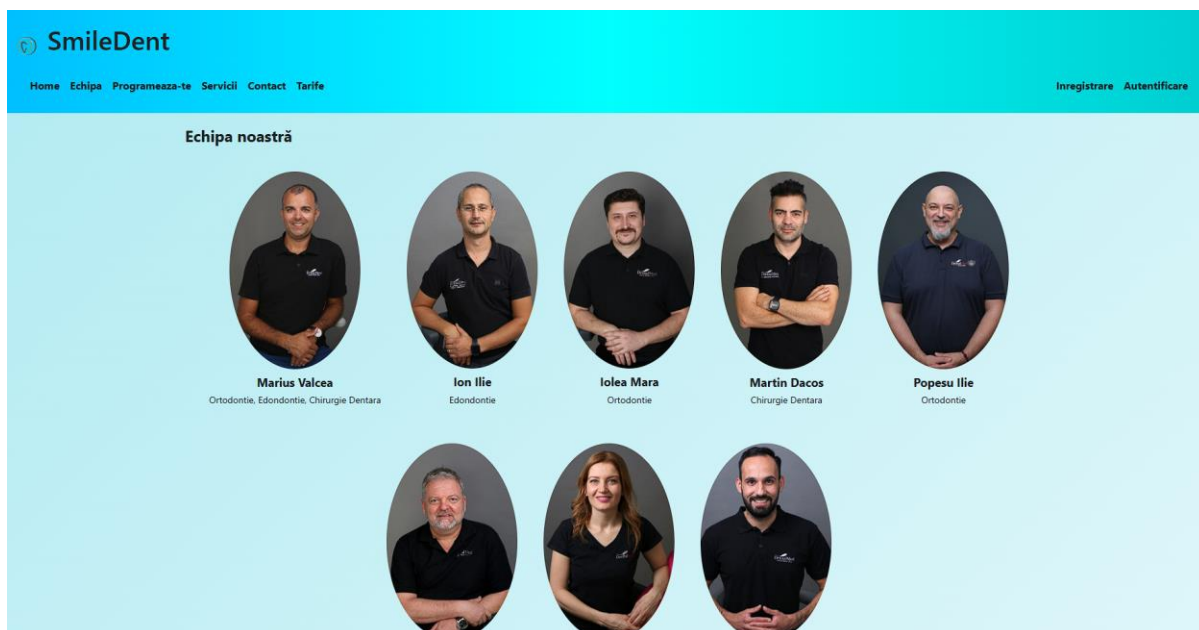 SmileDent
Home Echipa Programeaza-te Servicii Contact Tarife Inregistrare Autentificare
Echipa noastră
Marius Valcea Ion Ilie Iolea Mara Martin Dacos Popesu Ilie
Ortodontie, Edondontie, Chirurgie Dentara Edondontie Ortodontie Chirurgie Dentara Ortodontie